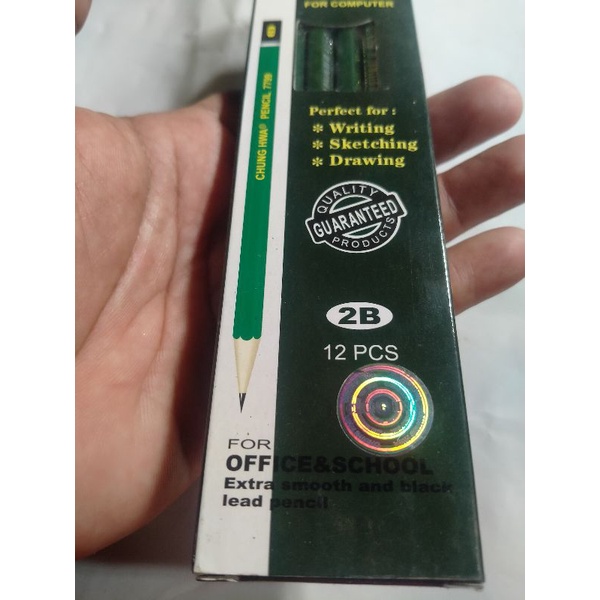 FOR COMPUTER
CHUNG HWA® PENCIL
Perfect for :
* Writing
* Sketching
* Drawing
QUALITY
GUARANTEED
PRODUCTS
2B
12 PCS
FOR
OFFICE&SCHOOL
Extra smooth and black
lead pencil